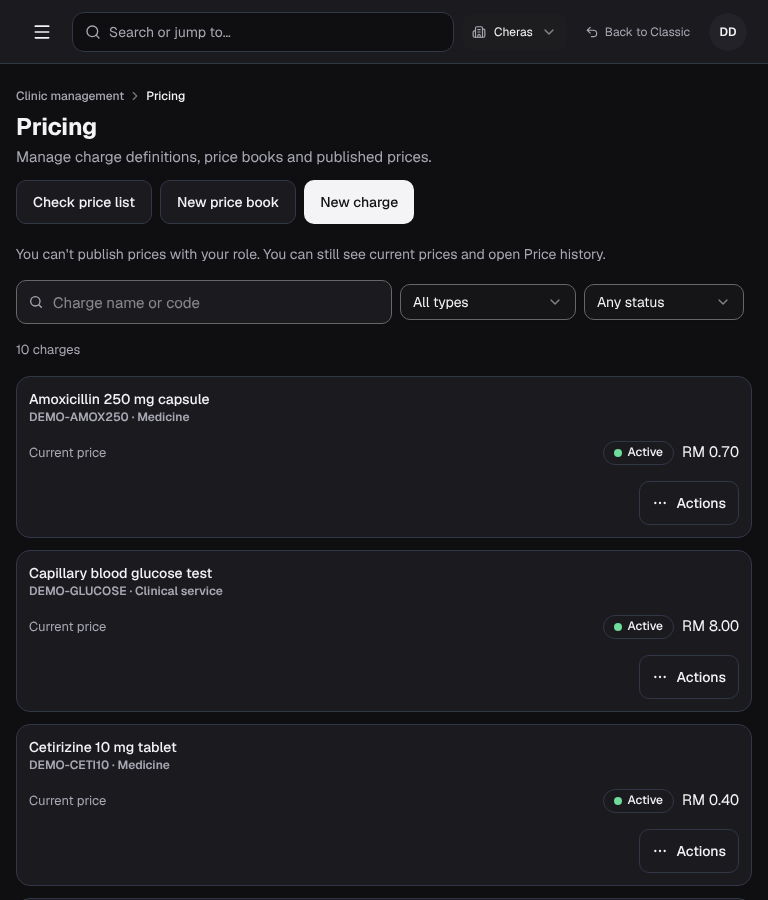 Search or jump to...
Cheras
Back to Classic
DD
Clinic management > Pricing
Pricing
Manage charge definitions, price books and published prices.
Check price list
New price book
New charge
You can't publish prices with your role. You can still see current prices and open Price history.
Charge name or code
All types
Any status
10 charges
Amoxicillin 250 mg capsule
DEMO-AMOX250 · Medicine
Current price
Active
RM 0.70
··· Actions
Capillary blood glucose test
DEMO-GLUCOSE · Clinical service
Current price
Active
RM 8.00
··· Actions
Cetirizine 10 mg tablet
DEMO-CETI10 · Medicine
Current price
Active
RM 0.40
··· Actions